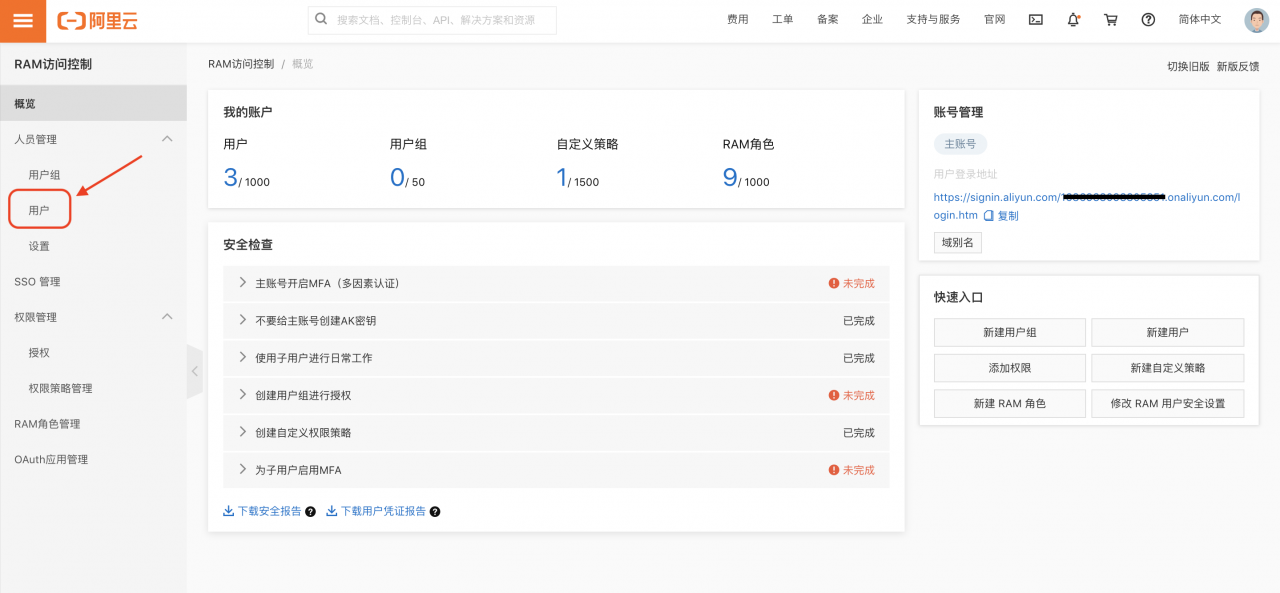 阿里云
搜索文档、控制台、API、解决方案和资源
费用 工单 备案 企业 支持与服务 官网 简体中文
RAM访问控制
概览
人员管理
用户组
用户
设置
SSO 管理
权限管理
授权
权限策略管理
RAM角色管理
OAuth应用管理
RAM访问控制 / 概览
切换旧版 新版反馈
我的账户
用户 用户组 自定义策略 RAM角色
3 / 1000 0 / 50 1 / 1500 9 / 1000
安全检查
主账号开启MFA（多因素认证） 未完成
不要给主账号创建AK密钥 已完成
使用子用户进行日常工作 已完成
创建用户组进行授权 未完成
创建自定义权限策略 已完成
为子用户启用MFA 未完成
下载安全报告 下载用户凭证报告
账号管理
主账号
用户登录地址
https://signin.aliyun.com/ .onaliyun.com/l
ogin.htm 复制
域别名
快速入口
新建用户组 新建用户
添加权限 新建自定义策略
新建 RAM 角色 修改 RAM 用户安全设置